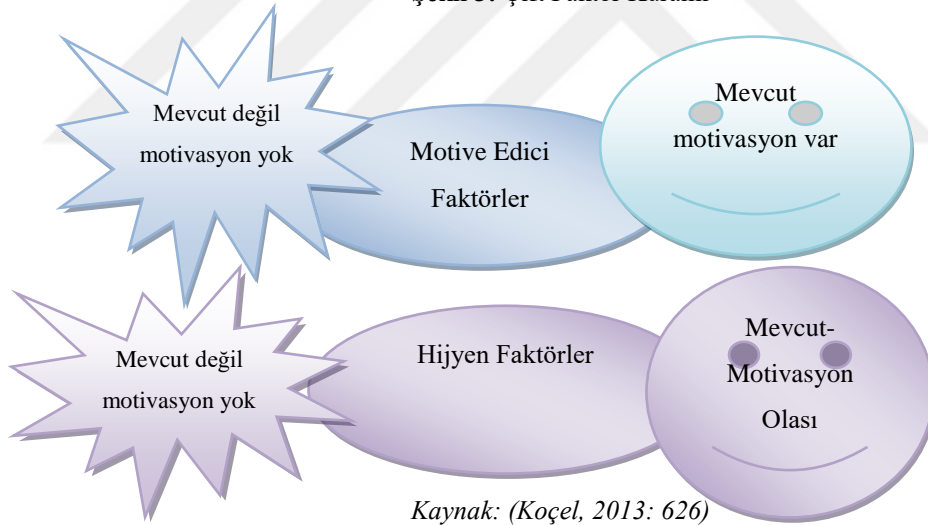 Mevcut değil
motivasyon yok
Motive Edici
Faktörler
Mevcut
motivasyon var
Mevcut değil
motivasyon yok
Hijyen Faktörler
Mevcut-
Motivasyon
Olası
Kaynak: (Koçel, 2013: 626)